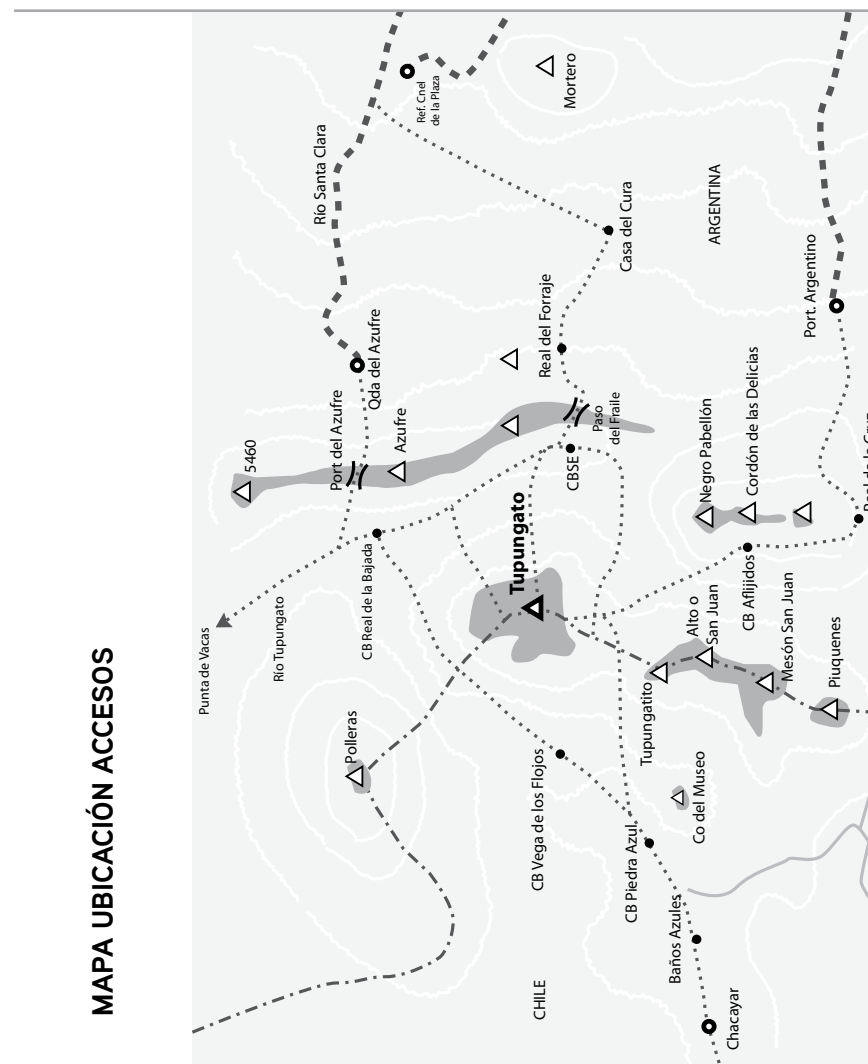 MAPA UBICACIÓN ACCESOS
Punta de Vacas
Río Tupungato
5460
Port del Azufre
Azufre
Qda del Azufre
Río Santa Clara
Ref. Cnel
de la Plaza
Mortero
CB Real de la Bajada
Polleras
Tupungato
CBSE
Paso
del Fraile
Real del Forraje
Casa del Cura
ARGENTINA
Port. Argentino
Negro Pabellón
Cordón de las Delicias
CB Aflijidos
Alto o
San Juan
Mesón San Juan
Piuquenes
Tupungatito
Co del Museo
CB Vega de los Flojos
CB Piedra Azul
Baños Azules
CHILE
Chacayar